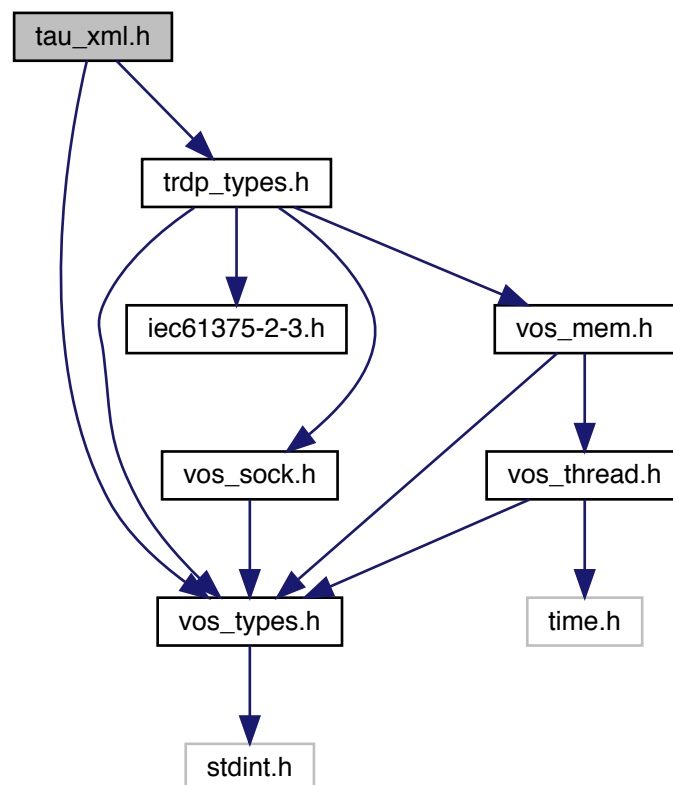 tau_xml.h
trdp_types.h
iec61375-2-3.h
vos_mem.h
vos_sock.h
vos_thread.h
vos_types.h
time.h
stdint.h